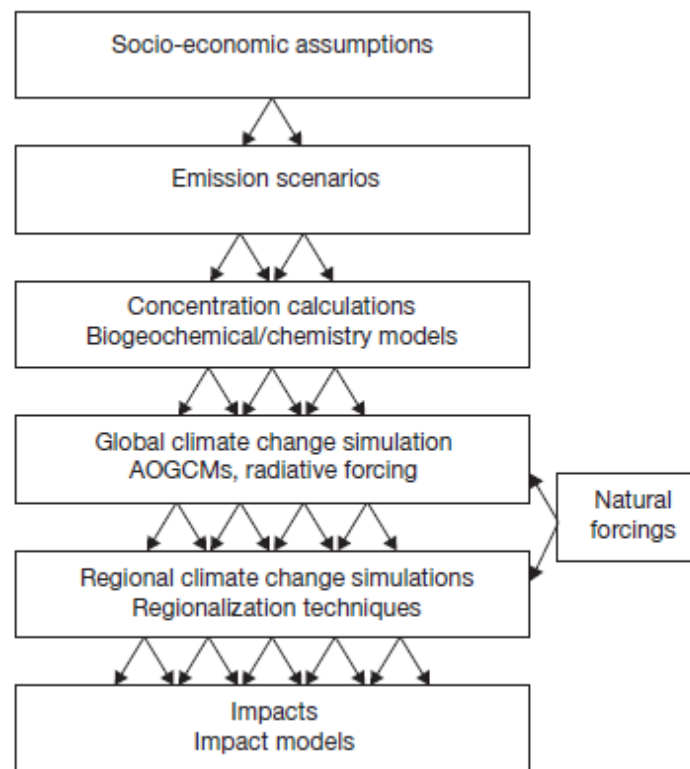 Socio-economic assumptions
Emission scenarios
Concentration calculations
Biogeochemical/chemistry models
Global climate change simulation
AOGCMs, radiative forcing
Natural
forcings
Regional climate change simulations
Regionalization techniques
Impacts
Impact models